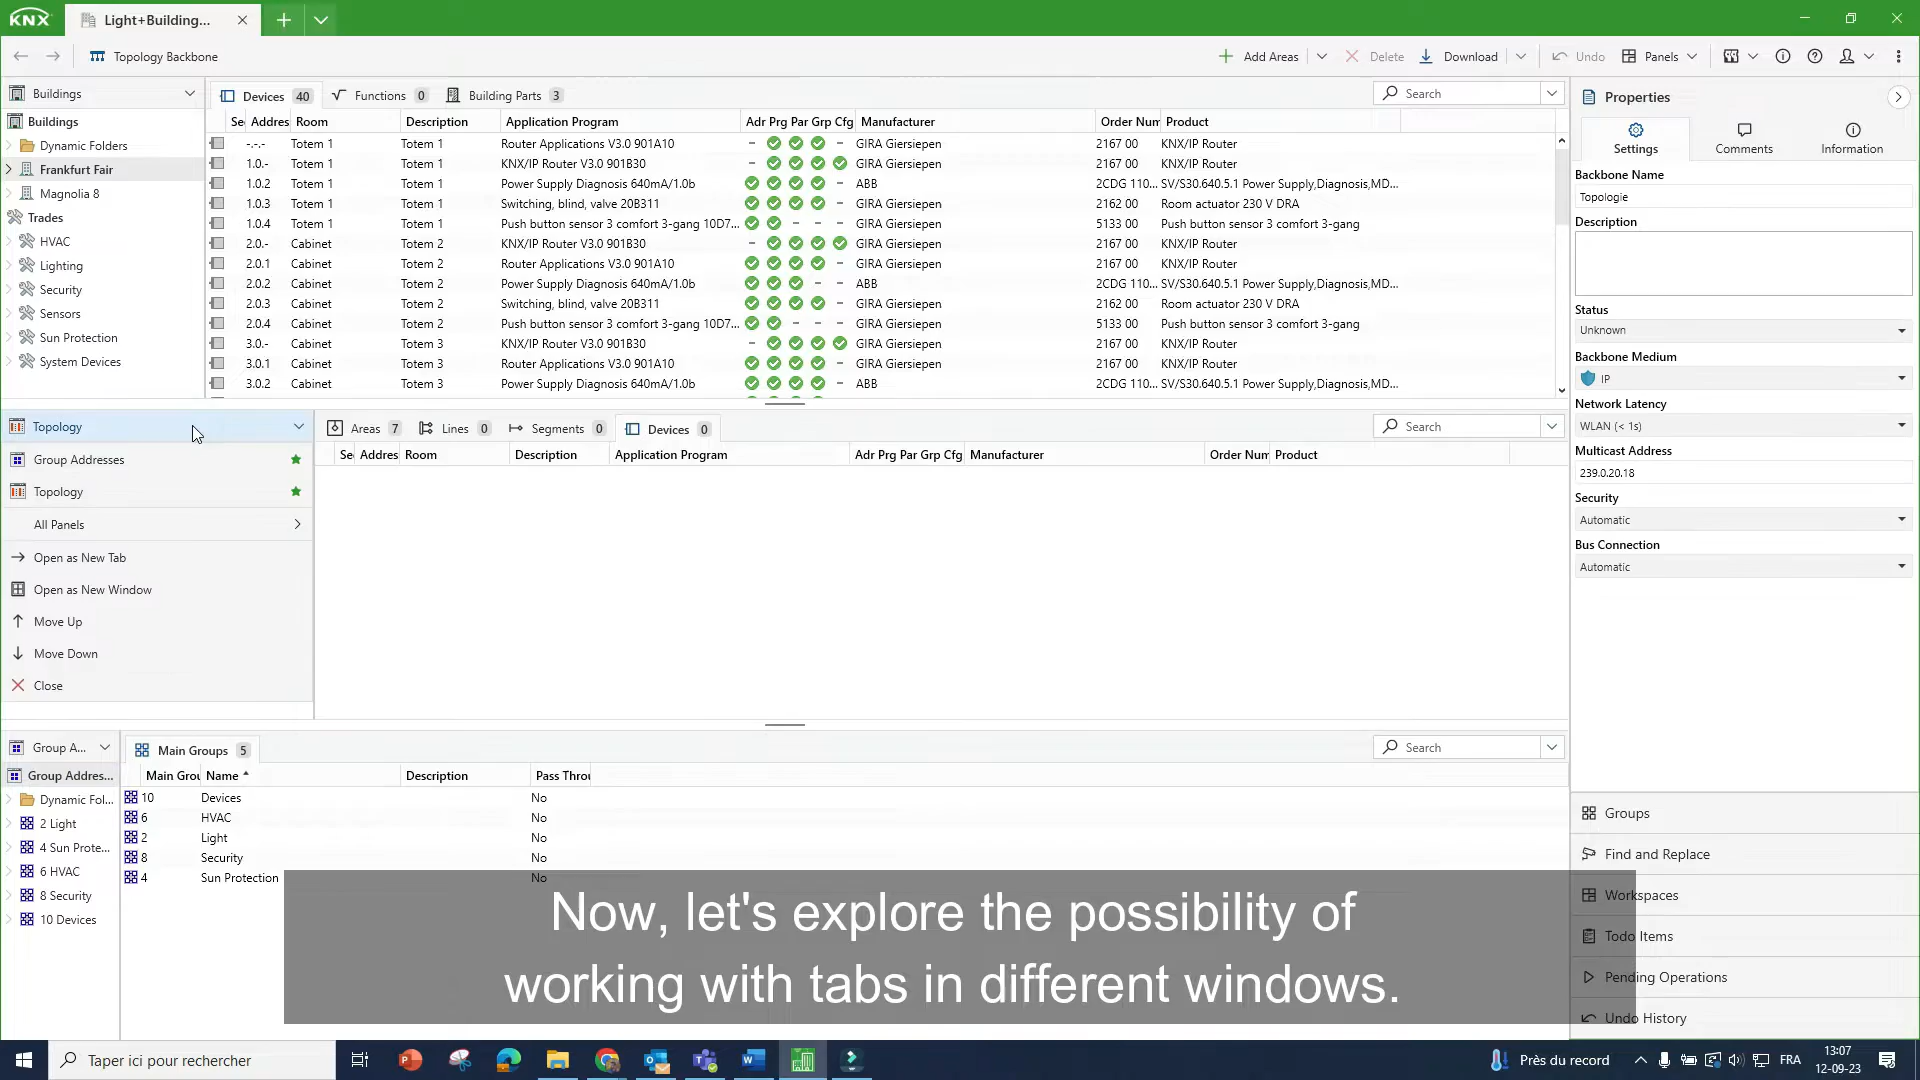 KNX Light+Building...
Topology Backbone
Add Areas Delete Download Undo Panels
Buildings
Devices 40 Functions 0 Building Parts 3 Search
Properties
Buildings
Dynamic Folders
Frankfurt Fair
Magnolia 8
Trades
HVAC
Lighting
Security
Sensors
Sun Protection
System Devices
Se Addres Room Description Application Program Adr Prg Par Grp Cfg Manufacturer Order Num Product
-.-.- Totem 1 Totem 1 Router Applications V3.0 901A10 – GIRA Giersiepen 2167 00 KNX/IP Router
1.0.- Totem 1 Totem 1 KNX/IP Router V3.0 901B30 – GIRA Giersiepen 2167 00 KNX/IP Router
1.0.2 Totem 1 Totem 1 Power Supply Diagnosis 640mA/1.0b – ABB 2CDG 110... SV/S30.640.5.1 Power Supply,Diagnosis,MD...
1.0.3 Totem 1 Totem 1 Switching, blind, valve 20B311 – GIRA Giersiepen 2162 00 Room actuator 230 V DRA
1.0.4 Totem 1 Totem 1 Push button sensor 3 comfort 3-gang 10D7... – – – GIRA Giersiepen 5133 00 Push button sensor 3 comfort 3-gang
2.0.- Cabinet Totem 2 KNX/IP Router V3.0 901B30 – GIRA Giersiepen 2167 00 KNX/IP Router
2.0.1 Cabinet Totem 2 Router Applications V3.0 901A10 – GIRA Giersiepen 2167 00 KNX/IP Router
2.0.2 Cabinet Totem 2 Power Supply Diagnosis 640mA/1.0b – – ABB 2CDG 110... SV/S30.640.5.1 Power Supply,Diagnosis,MD...
2.0.3 Cabinet Totem 2 Switching, blind, valve 20B311 – GIRA Giersiepen 2162 00 Room actuator 230 V DRA
2.0.4 Cabinet Totem 2 Push button sensor 3 comfort 3-gang 10D7... – – – GIRA Giersiepen 5133 00 Push button sensor 3 comfort 3-gang
3.0.- Cabinet Totem 3 KNX/IP Router V3.0 901B30 – GIRA Giersiepen 2167 00 KNX/IP Router
3.0.1 Cabinet Totem 3 Router Applications V3.0 901A10 – GIRA Giersiepen 2167 00 KNX/IP Router
3.0.2 Cabinet Totem 3 Power Supply Diagnosis 640mA/1.0b – ABB 2CDG 110... SV/S30.640.5.1 Power Supply,Diagnosis,MD...
Settings Comments Information
Backbone Name
Topologie
Description
Status
Unknown
Backbone Medium
IP
Network Latency
WLAN (< 1s)
Multicast Address
239.0.20.18
Security
Automatic
Bus Connection
Automatic
Topology
Group Addresses
Topology
All Panels
Open as New Tab
Open as New Window
Move Up
Move Down
Close
Areas 7 Lines 0 Segments 0 Devices 0 Search
Se Addres Room Description Application Program Adr Prg Par Grp Cfg Manufacturer Order Num Product
Group A...
Group Addres...
Dynamic Fol...
2 Light
4 Sun Prote...
6 HVAC
8 Security
10 Devices
Main Groups 5 Search
Main Grou Name Description Pass Throu
10 Devices No
6 HVAC No
2 Light No
8 Security No
4 Sun Protection No
Groups
Find and Replace
Workspaces
Todo Items
Pending Operations
Undo History
Now, let's explore the possibility of
working with tabs in different windows.
Taper ici pour rechercher
Près du record FRA 13:07
12-09-23